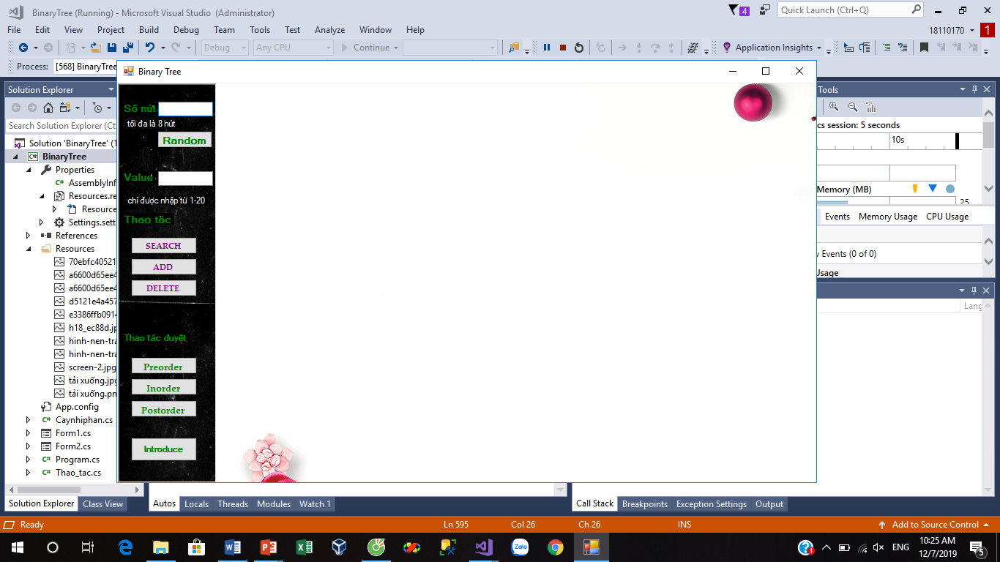 BinaryTree (Running) - Microsoft Visual Studio (Administrator)
4
Quick Launch (Ctrl+Q)
File Edit View Project Build Debug Team Tools Test Analyze Window Help
18110170
1
Debug Any CPU Continue Application Insights
Process: [568] BinaryTree
Binary Tree
Solution Explorer
Search Solution Explorer (Ct
Solution 'BinaryTree' (1
BinaryTree
Properties
AssemblyInf
Resources.re
Resource
Settings.sett
References
Resources
70ebfc40521
a6600d65ee4
a6600d65ee4
d5121e4a457
e3386ffb0914
h18_ec88d.jp
hinh-nen-tra
hinh-nen-tra
screen-2.jpg
tải xuống.jpg
tải xuống.pn
App.config
Caynhiphan.cs
Form1.cs
Form2.cs
Program.cs
Thao_tac.cs
Solution Explorer Class View
Số nút
tối đa là 8 nút
Random
Value
chỉ được nhập từ 1-20
Thao tác
SEARCH
ADD
DELETE
Thao tác duyệt
Preorder
Inorder
Postorder
Introduce
Tools
cs session: 5 seconds
10s
Memory (MB)
25
Events Memory Usage CPU Usage
Events (0 of 0)
Usage
Lang
Autos Locals Threads Modules Watch 1
Call Stack Breakpoints Exception Settings Output
Ready Ln 595 Col 26 Ch 26 INS Add to Source Control
Zalo
ENG
10:25 AM
12/7/2019
5